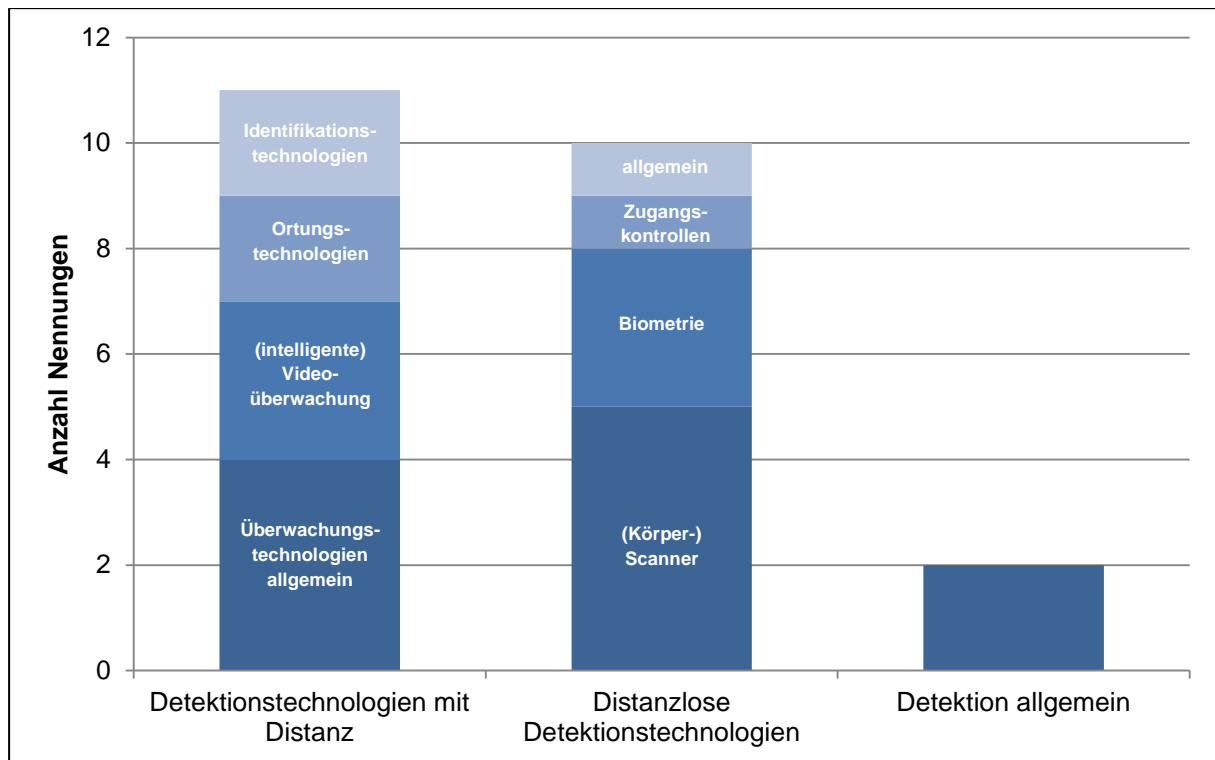 12
10
8
6
4
2
0
Anzahl Nennungen
Identifikations-
technologien
Ortungs-
technologien
(intelligente)
Video-
überwachung
Überwachungs-
technologien
allgemein
allgemein
Zugangs-
kontrollen
Biometrie
(Körper-)
Scanner
Detektionstechnologien mit
Distanz
Distanzlose
Detektionstechnologien
Detektion allgemein